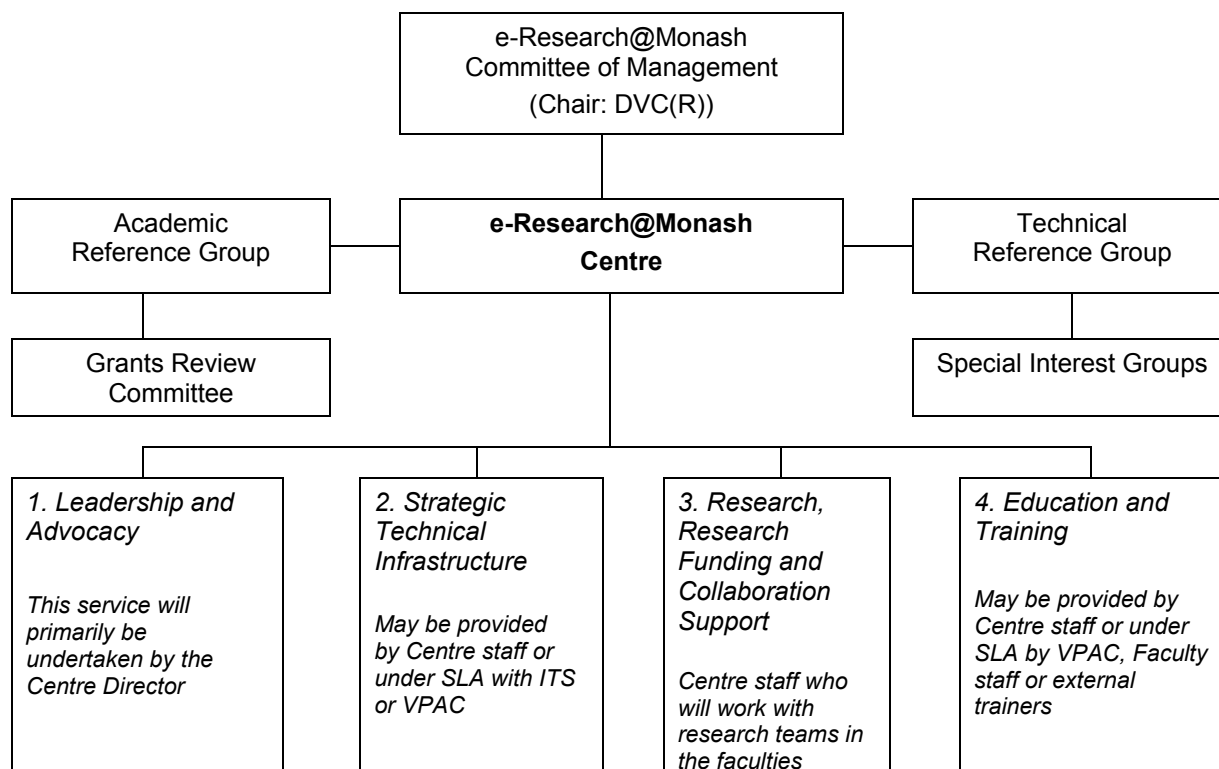 e-Research@Monash
Committee of Management
(Chair: DVC(R))
Academic
Reference Group
e-Research@Monash
Centre
Technical
Reference Group
Grants Review
Committee
Special Interest Groups
1. Leadership and
Advocacy
This service will
primarily be
undertaken by the
Centre Director
2. Strategic
Technical
Infrastructure
May be provided
by Centre staff or
under SLA with ITS
or VPAC
3. Research,
Research
Funding and
Collaboration
Support
Centre staff who
will work with
research teams in
the faculties
4. Education and
Training
May be provided by
Centre staff or under
SLA by VPAC, Faculty
staff or external
trainers